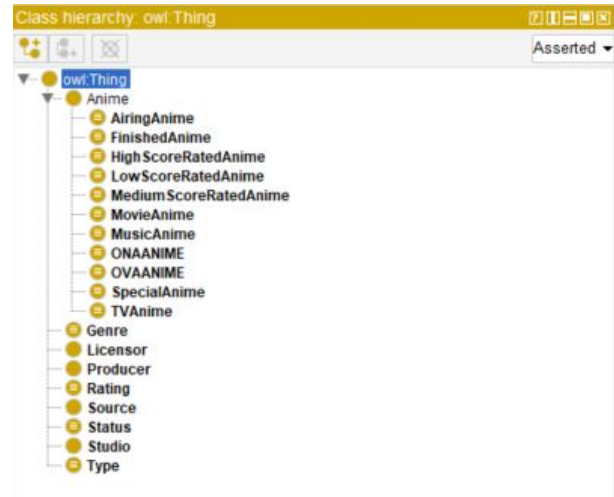 Class hierarchy: owl:Thing
Asserted
owl:Thing
Anime
AiringAnime
FinishedAnime
HighScoreRatedAnime
LowScoreRatedAnime
MediumScoreRatedAnime
MovieAnime
MusicAnime
ONAANIME
OVAANIME
SpecialAnime
TVAnime
Genre
Licensor
Producer
Rating
Source
Status
Studio
Type